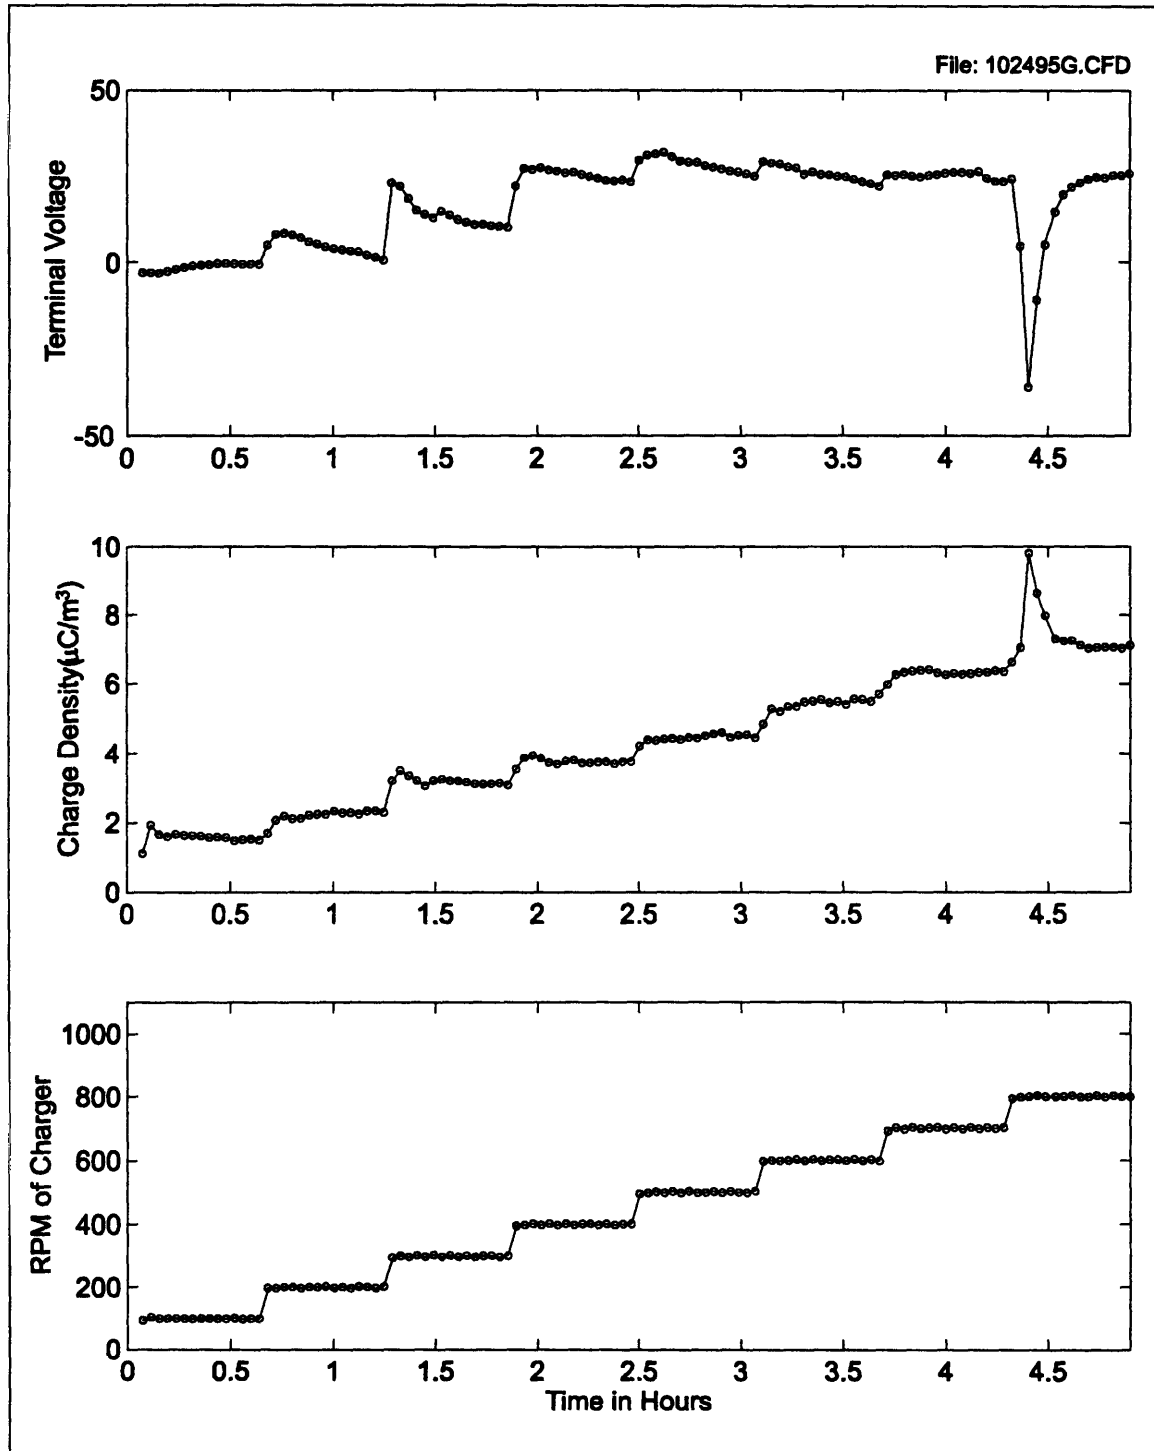 File: 102495G.CFD
50
0
-50
Terminal Voltage
0 0.5 1 1.5 2 2.5 3 3.5 4 4.5
10
8
6
4
2
0
Charge Density(μC/m³)
0 0.5 1 1.5 2 2.5 3 3.5 4 4.5
1000
800
600
400
200
0
RPM of Charger
0 0.5 1 1.5 2 2.5 3 3.5 4 4.5
Time in Hours